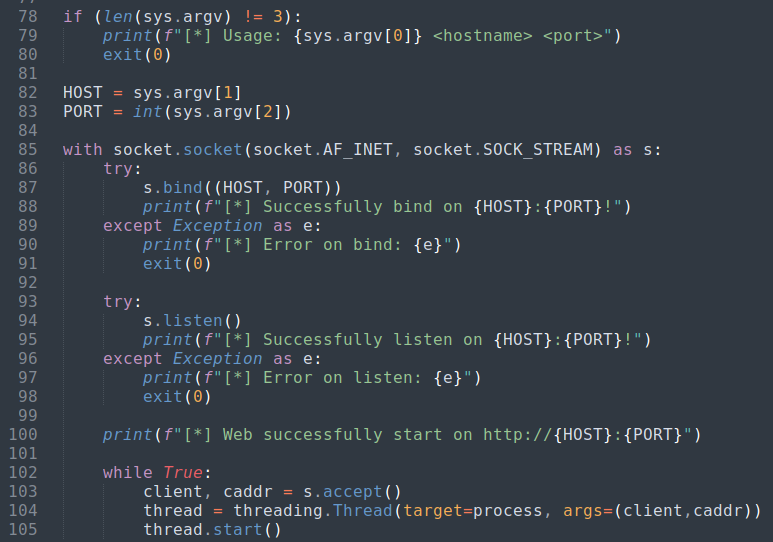 78 if (len(sys.argv) != 3):
79     print(f"[*] Usage: {sys.argv[0]} <hostname> <port>")
80     exit(0)
81
82 HOST = sys.argv[1]
83 PORT = int(sys.argv[2])
84
85 with socket.socket(socket.AF_INET, socket.SOCK_STREAM) as s:
86     try:
87         s.bind((HOST, PORT))
88         print(f"[*] Successfully bind on {HOST}:{PORT}!")
89     except Exception as e:
90         print(f"[*] Error on bind: {e}")
91         exit(0)
92
93     try:
94         s.listen()
95         print(f"[*] Successfully listen on {HOST}:{PORT}!")
96     except Exception as e:
97         print(f"[*] Error on listen: {e}")
98         exit(0)
99
100     print(f"[*] Web successfully start on http://{HOST}:{PORT}")
101
102     while True:
103         client, caddr = s.accept()
104         thread = threading.Thread(target=process, args=(client,caddr))
105         thread.start()